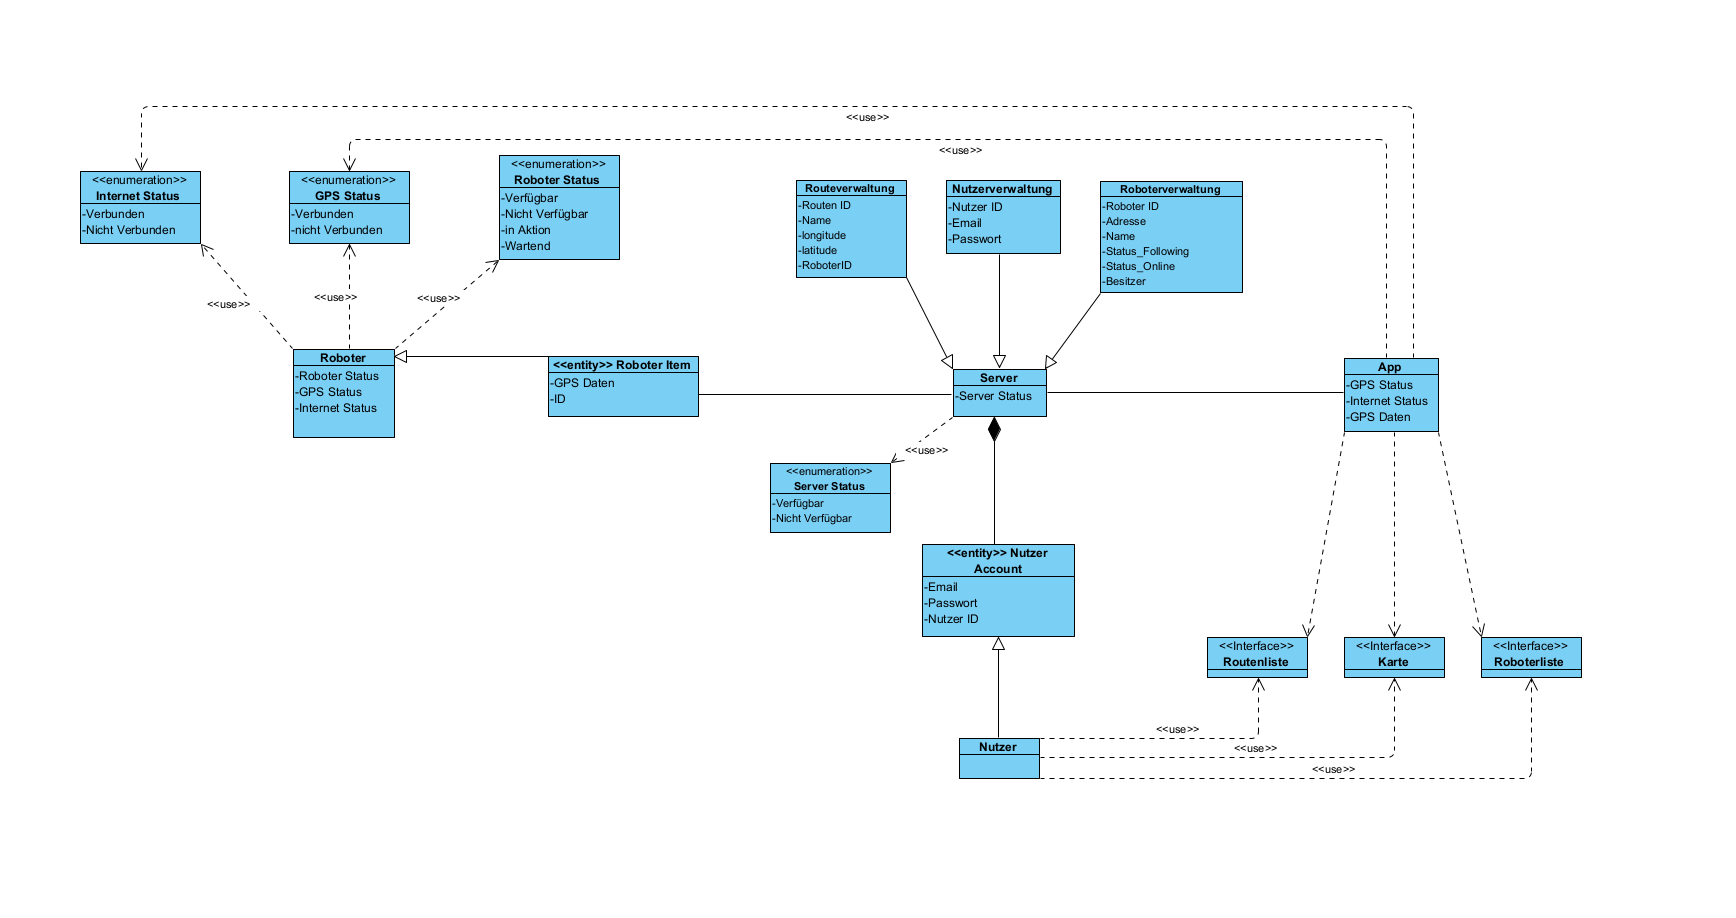 <<use>>
<<use>>
<<enumeration>>
Internet Status
-Verbunden
-Nicht Verbunden
<<enumeration>>
GPS Status
-Verbunden
-nicht Verbunden
<<enumeration>>
Roboter Status
-Verfügbar
-Nicht Verfügbar
-in Aktion
-Wartend
Routeverwaltung
-Routen ID
-Name
-longitude
-latitude
-RoboterID
Nutzerverwaltung
-Nutzer ID
-Email
-Passwort
Roboterverwaltung
-Roboter ID
-Adresse
-Name
-Status_Following
-Status_Online
-Besitzer
<<use>>
<<use>>
<<use>>
Roboter
-Roboter Status
-GPS Status
-Internet Status
<<entity>> Roboter Item
-GPS Daten
-ID
Server
-Server Status
App
-GPS Status
-Internet Status
-GPS Daten
<<use>>
<<enumeration>>
Server Status
-Verfügbar
-Nicht Verfügbar
<<entity>> Nutzer
Account
-Email
-Passwort
-Nutzer ID
<<Interface>>
Routenliste
<<Interface>>
Karte
<<Interface>>
Roboterliste
Nutzer
<<use>>
<<use>>
<<use>>